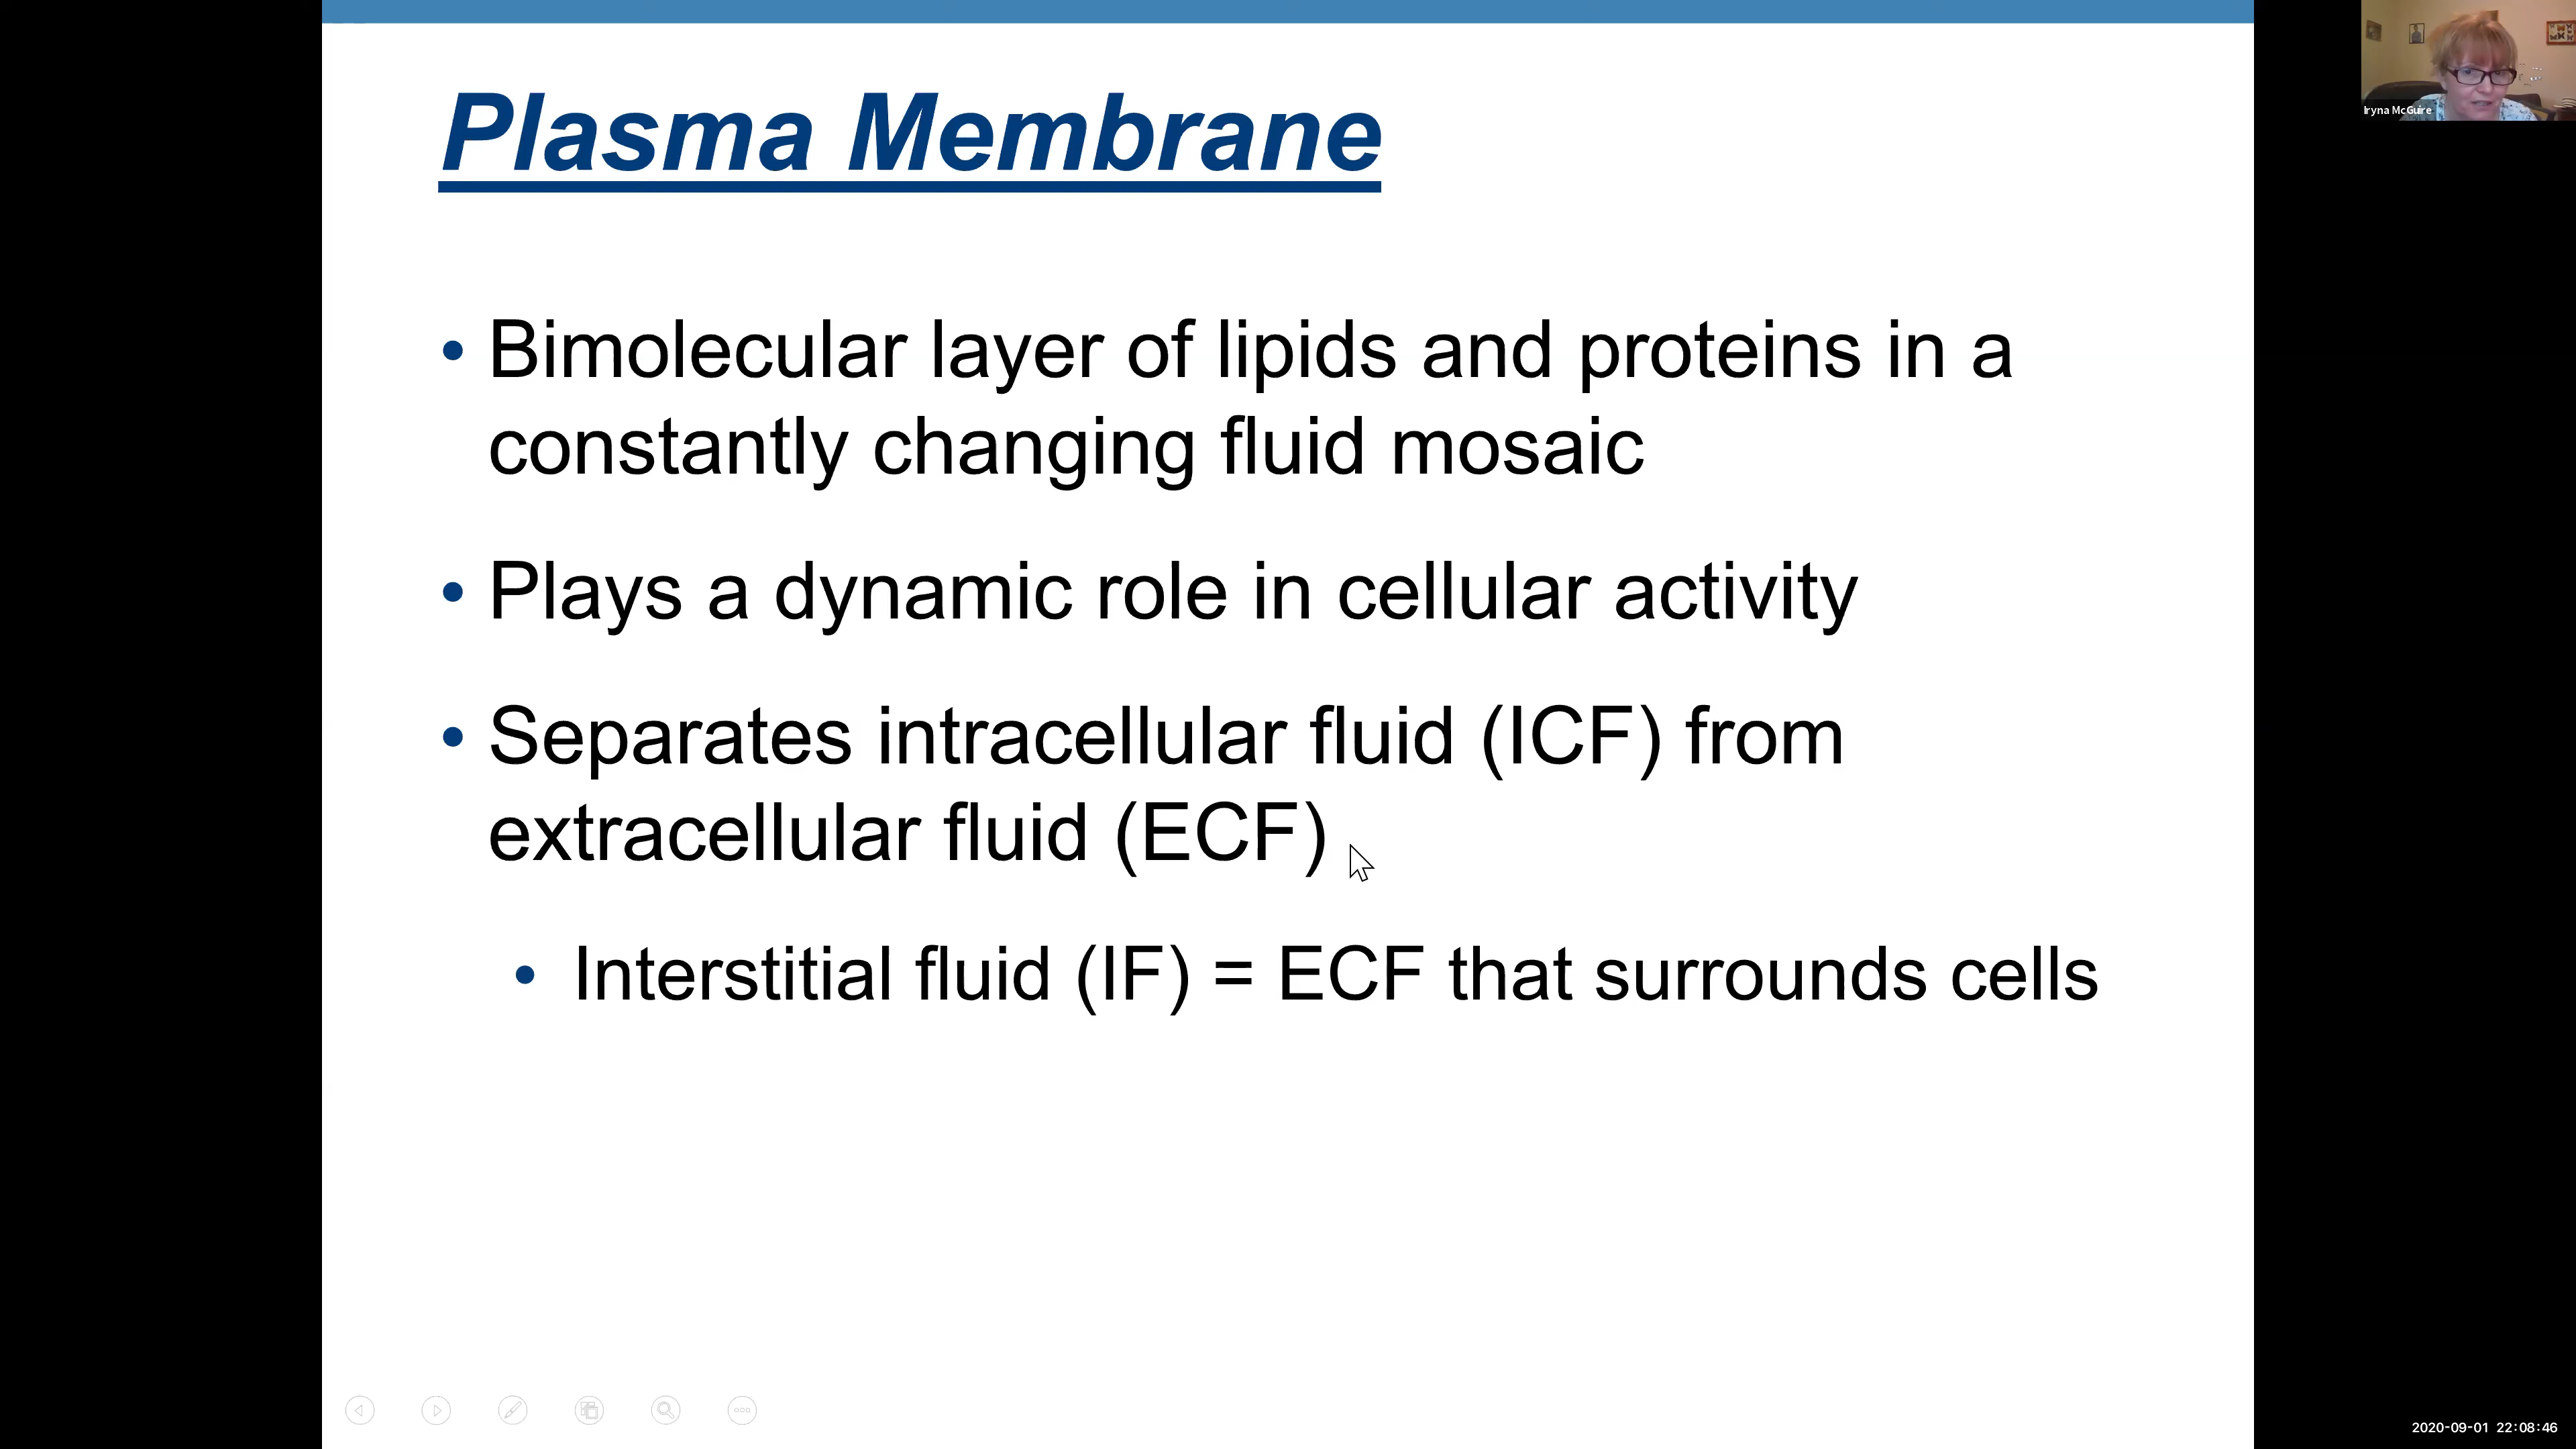 Plasma Membrane
Iryna McGuire
• Bimolecular layer of lipids and proteins in a
constantly changing fluid mosaic
• Plays a dynamic role in cellular activity
• Separates intracellular fluid (ICF) from
extracellular fluid (ECF)
• Interstitial fluid (IF) = ECF that surrounds cells
2020-09-01 22:08:46